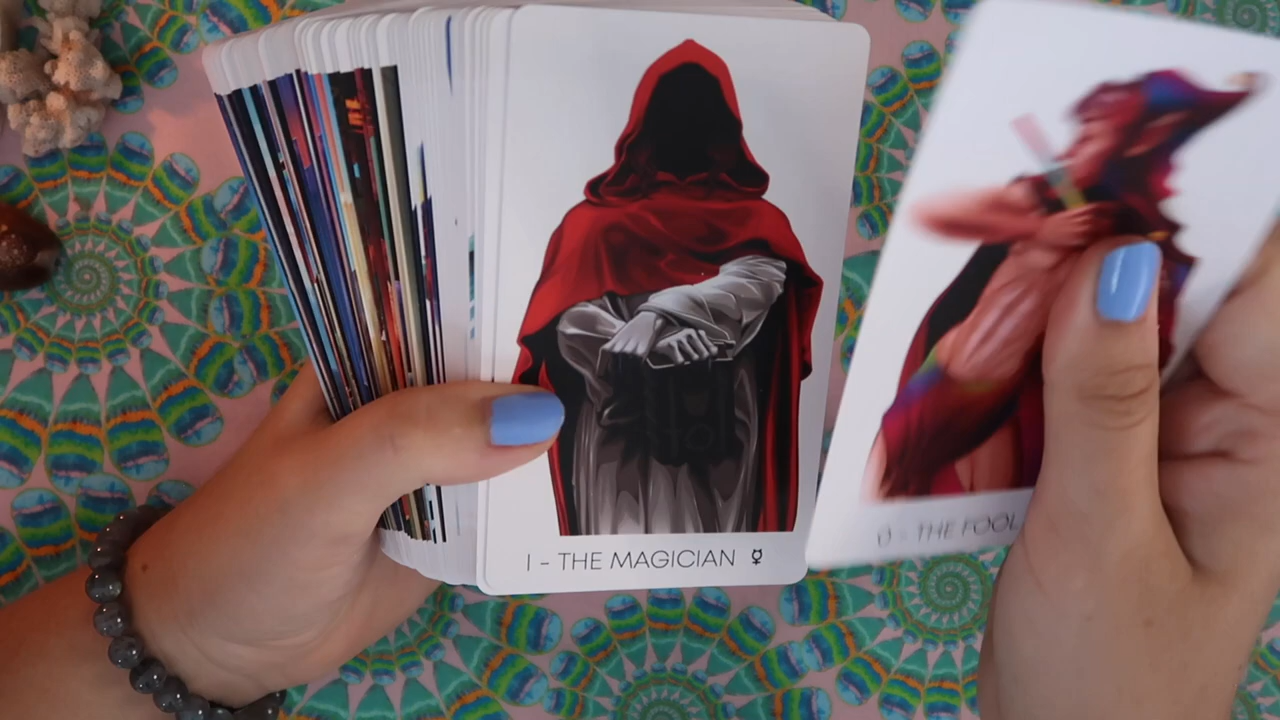 I - THE MAGICIAN ☿
0 - THE FOOL